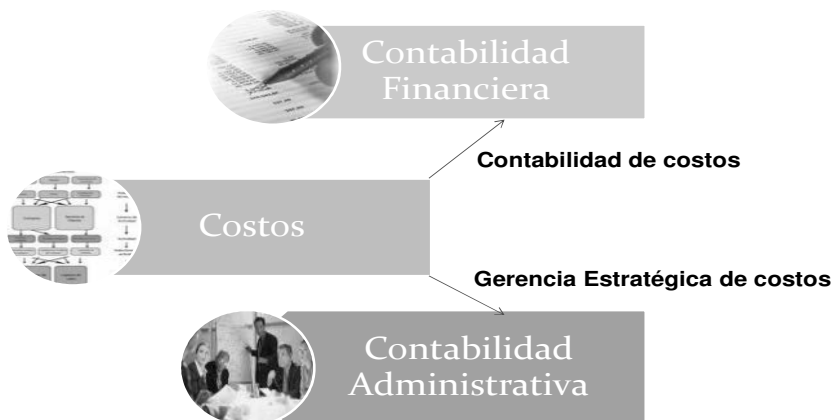 Contabilidad
Financiera
Contabilidad de costos
Costos
Gerencia Estratégica de costos
Contabilidad
Administrativa